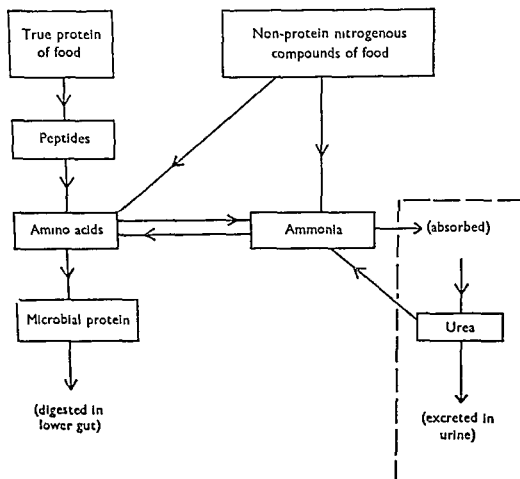 True protein
of food
Non-protein nitrogenous
compounds of food
Peptides
Amino acids
Ammonia
(absorbed)
Microbial protein
Urea
(digested in
lower gut)
(excreted in
urine)